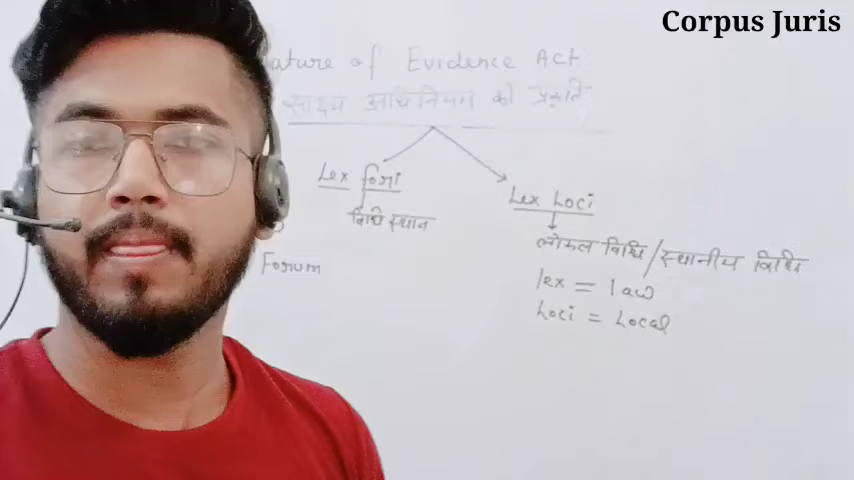 Corpus Juris
ature of Evidence Act
साक्ष्य अधिनियम की प्रकृति
Lex fori
विधि स्थान
Forum
Lex Loci
लोकल विधि/स्थानीय विधि
lex = law
Loci = Local